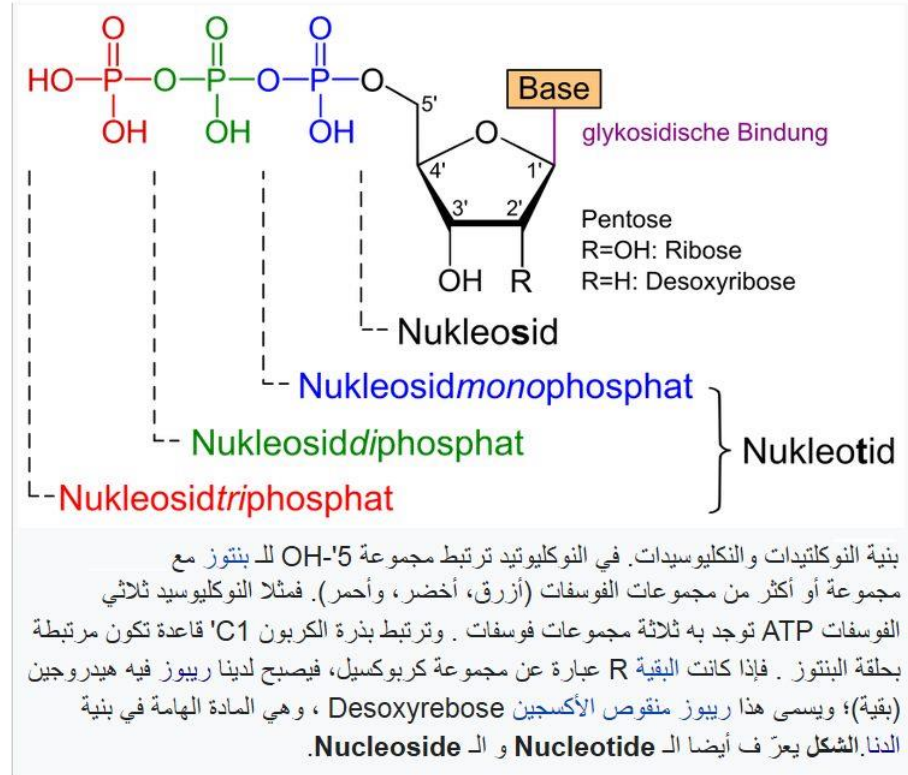 O O O
HO P O P O P O Base
OH OH OH 5' O glykosidische Bindung
4' 1'
3' 2' Pentose
R=OH: Ribose
OH R R=H: Desoxyribose
Nukleosid
Nukleosidmonophosphat
Nukleosiddiphosphat Nukleotid
Nukleosidtriphosphat
بنية النوكلتيدات والنكليوسيدات. في النوكليوتيد ترتبط مجموعة 5'-OH للـ بنتوز مع
مجموعة أو أكثر من مجموعات الفوسفات (أزرق، أخضر، وأحمر). فمثلا النوكليوسيد ثلاثي
الفوسفات ATP توجد به ثلاثة مجموعات فوسفات . وترتبط بذرة الكربون C1' قاعدة تكون مرتبطة
بحلقة البنتوز . فإذا كانت البقية R عبارة عن مجموعة كربوكسيل، فيصبح لدينا ريبوز فيه هيدروجين
(بقية)؛ ويسمى هذا ريبوز منقوص الأكسجين Desoxyrebose ، وهي المادة الهامة في بنية
الدنا.الشكل يعرّ ف أيضا الـ Nucleotide و الـ Nucleoside.